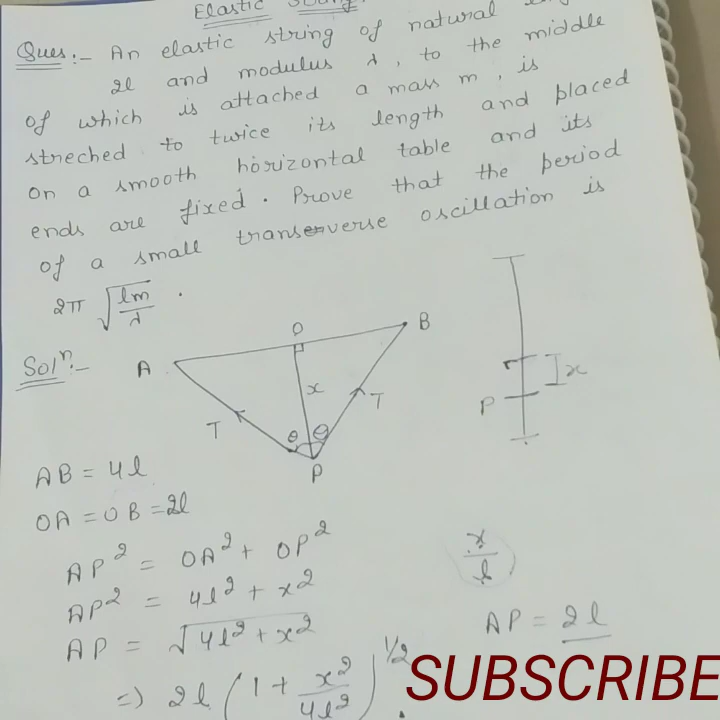 Elastic
Ques:- An elastic string of natural
2l and modulus λ, to the middle
of which is attached a mass m, is
streched to twice its length and placed
on a smooth horizontal table and its
ends are fixed. Prove that the period
of a small transverse oscillation is
2π √(lm/λ) .
Solⁿ:-
A O B
x
T T
θ θ
P
x
P
AB = 4l
OA = OB = 2l
AP² = OA² + OP²
AP² = 4l² + x²
AP = √(4l² + x²)
x/l
AP = 2l
=) 2l (1 + x²/4l²)^1/2 .
SUBSCRIBE